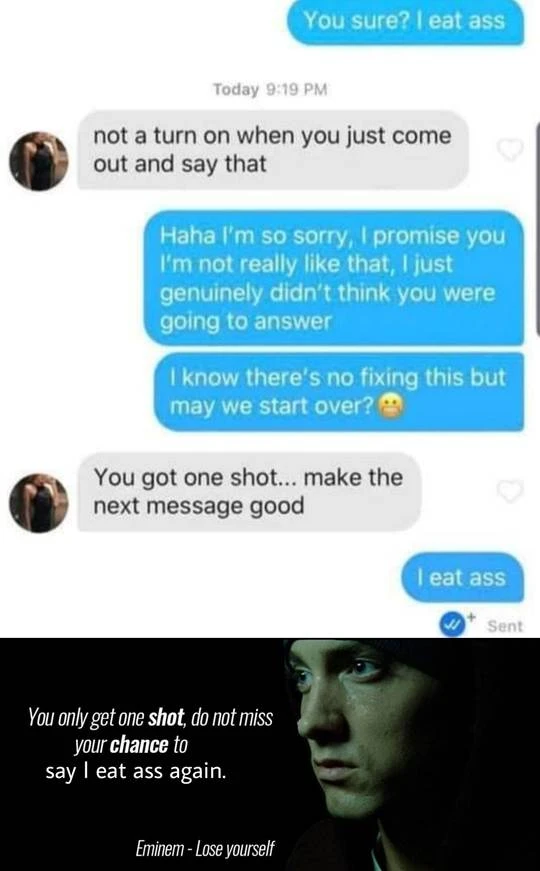 You sure? I eat ass
Today 9:19 PM
not a turn on when you just come
out and say that
Haha I'm so sorry, I promise you
I'm not really like that, I just
genuinely didn't think you were
going to answer
I know there's no fixing this but
may we start over?😬
You got one shot... make the
next message good
I eat ass
Sent
You only get one shot, do not miss
your chance to
say I eat ass again.
Eminem - Lose yourself